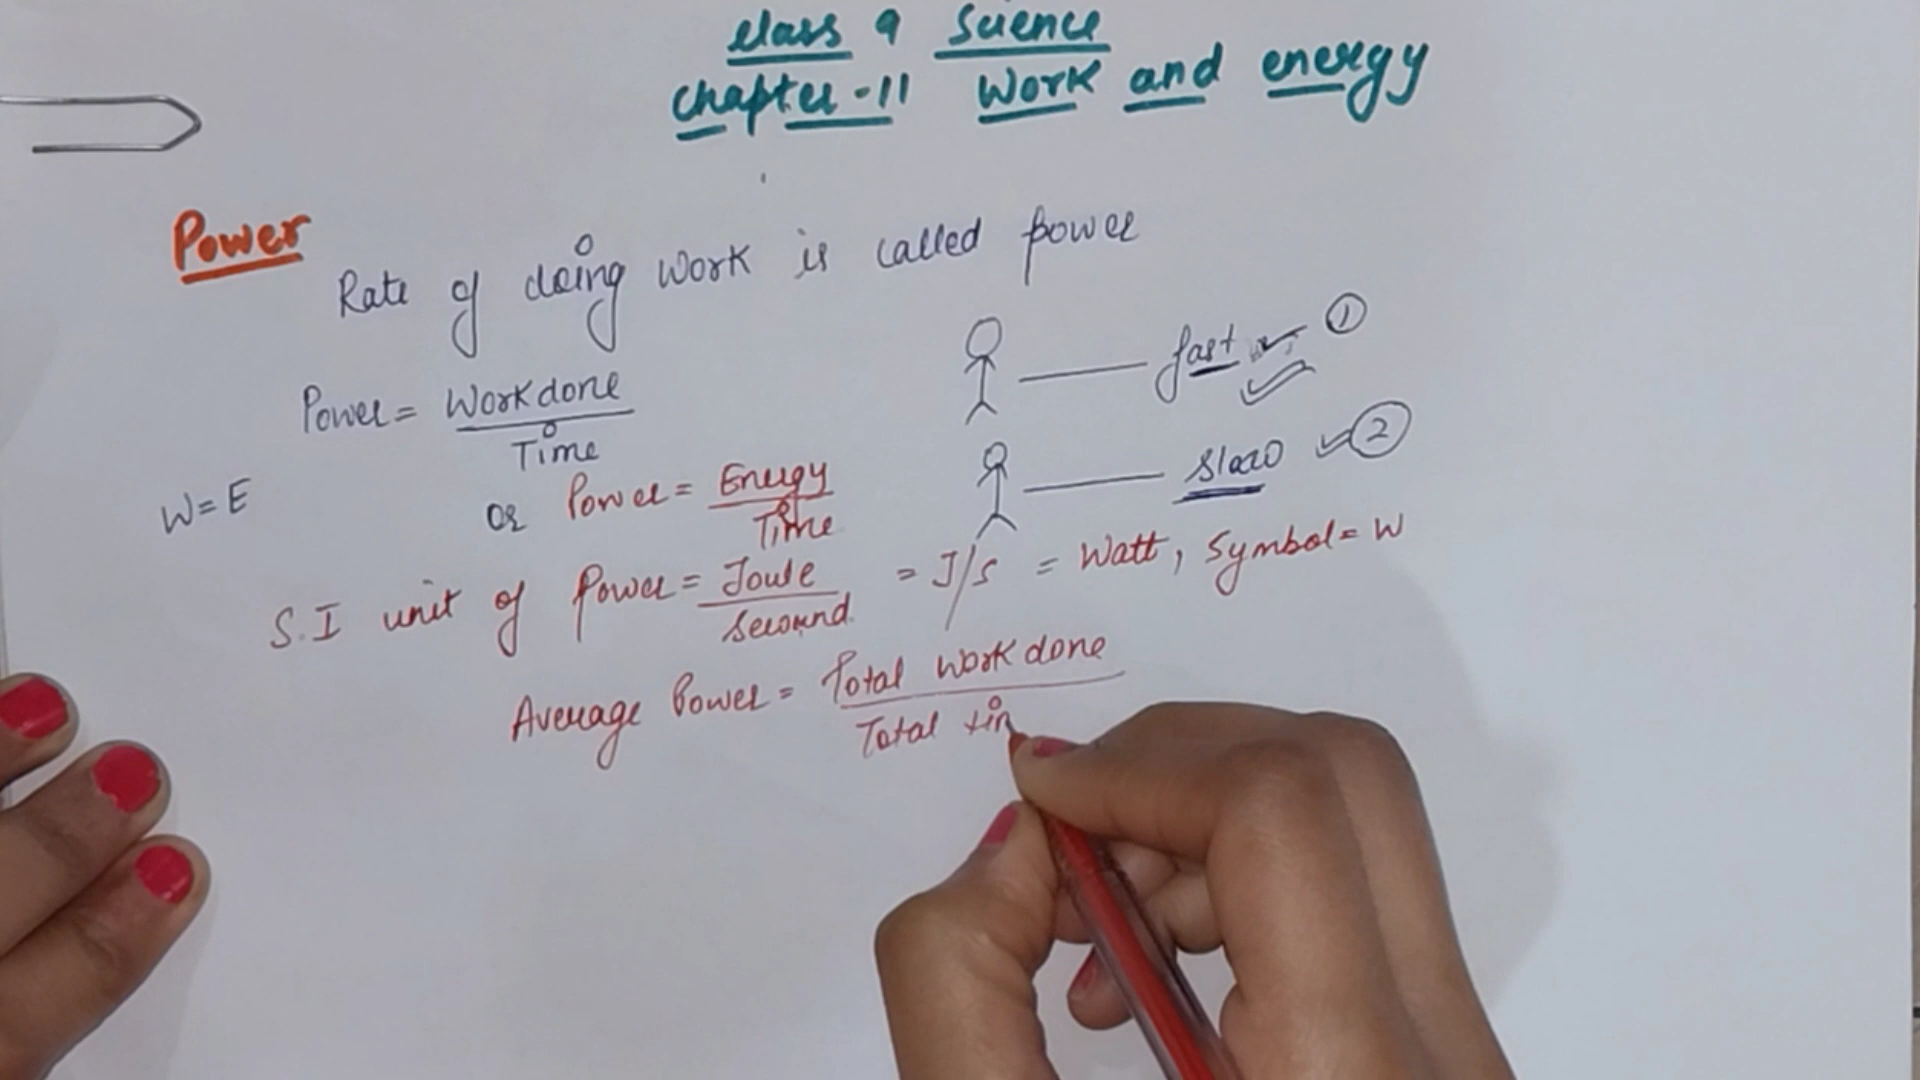 Class 9 Science
Chapter-11 Work and energy
Power
Rate of doing work is called power
fast ①
Power = Workdone / Time
slow ②
W = E
or Power = Energy / Time
S.I unit of Power = Joule / Second = J/s = Watt, Symbol = W
Average Power = Total Work done / Total tim